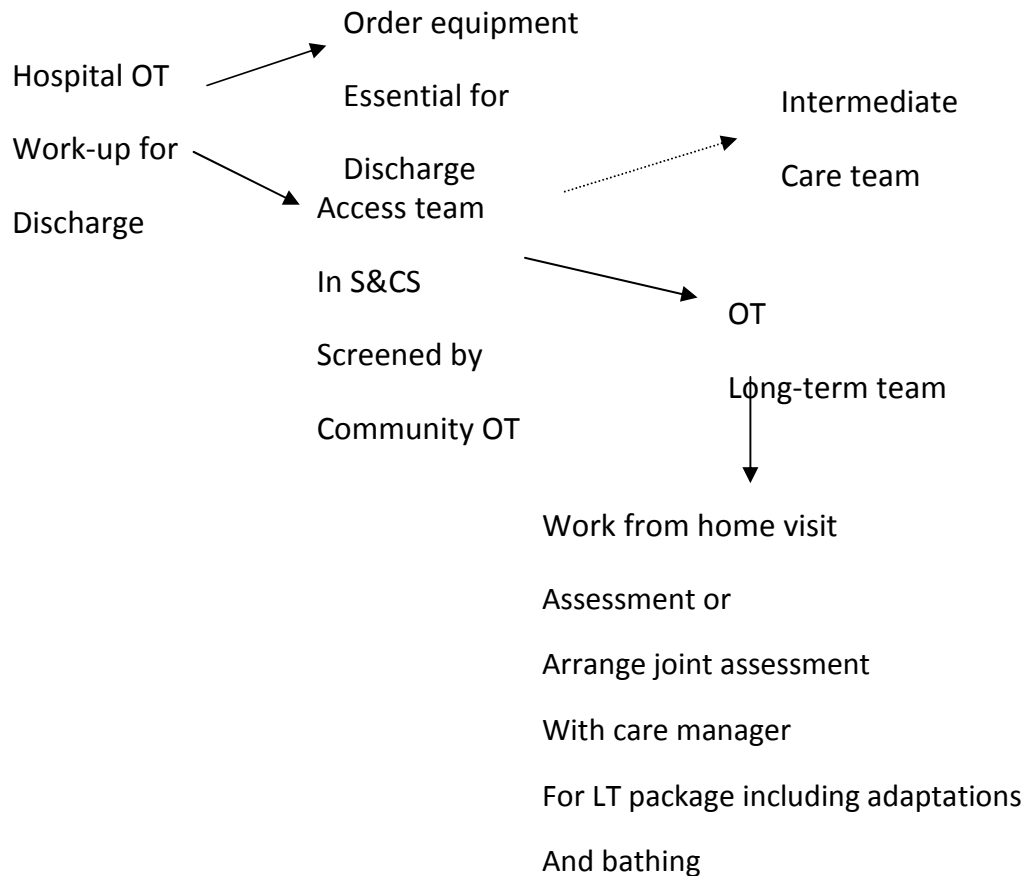 Hospital OT
Work-up for
Discharge
Order equipment
Essential for
Discharge
Access team
In S&CS
Screened by
Community OT
Intermediate
Care team
OT
Long-term team
Work from home visit
Assessment or
Arrange joint assessment
With care manager
For LT package including adaptations
And bathing